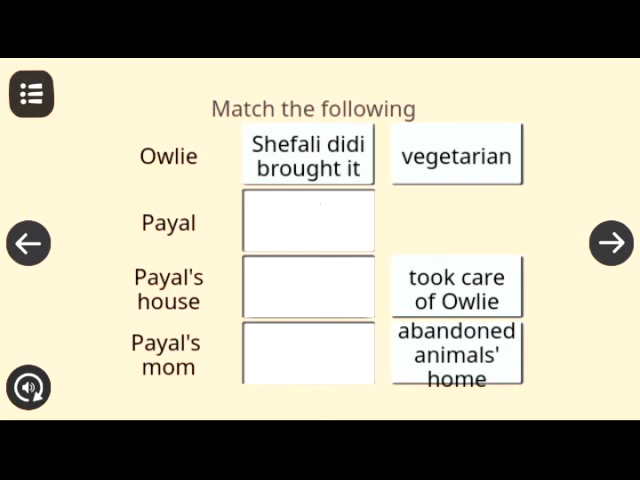 Match the following
Owlie
Shefali didi
brought it
vegetarian
Payal
Payal's
house
took care
of Owlie
Payal's
mom
abandoned
animals'
home